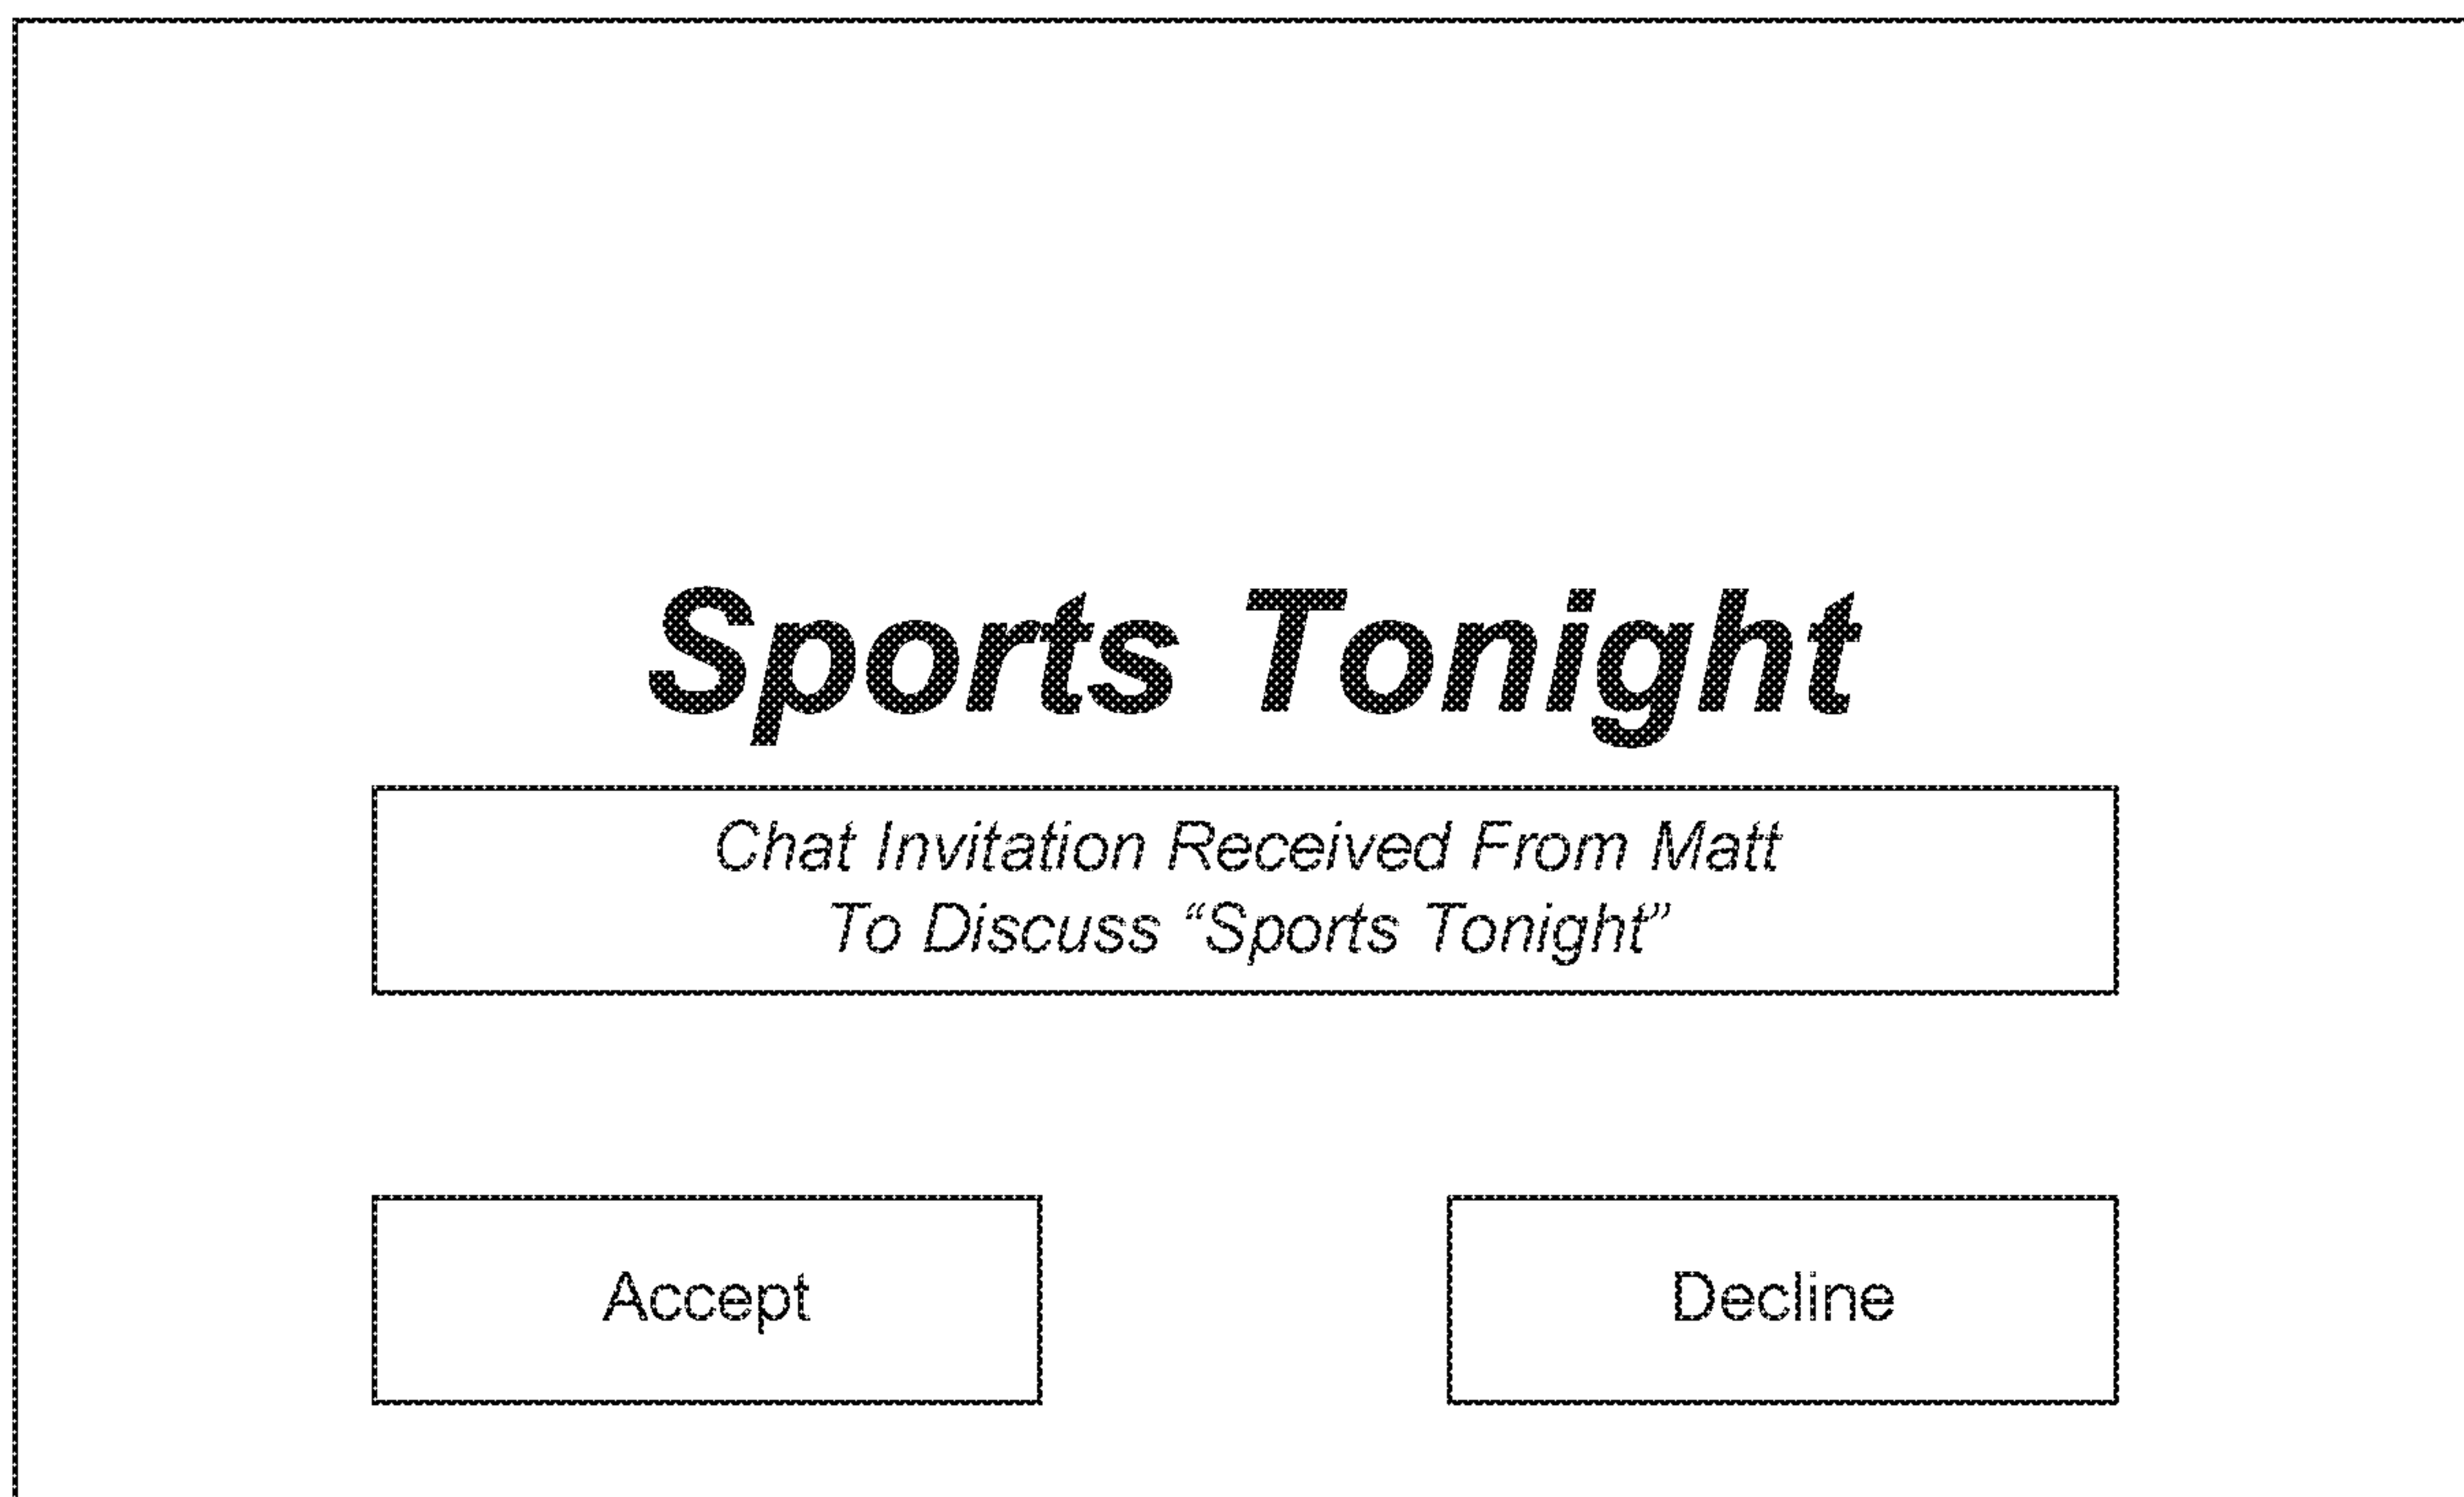 Sports Tonight
Chat Invitation Received From Matt
To Discuss “Sports Tonight”
Accept
Decline